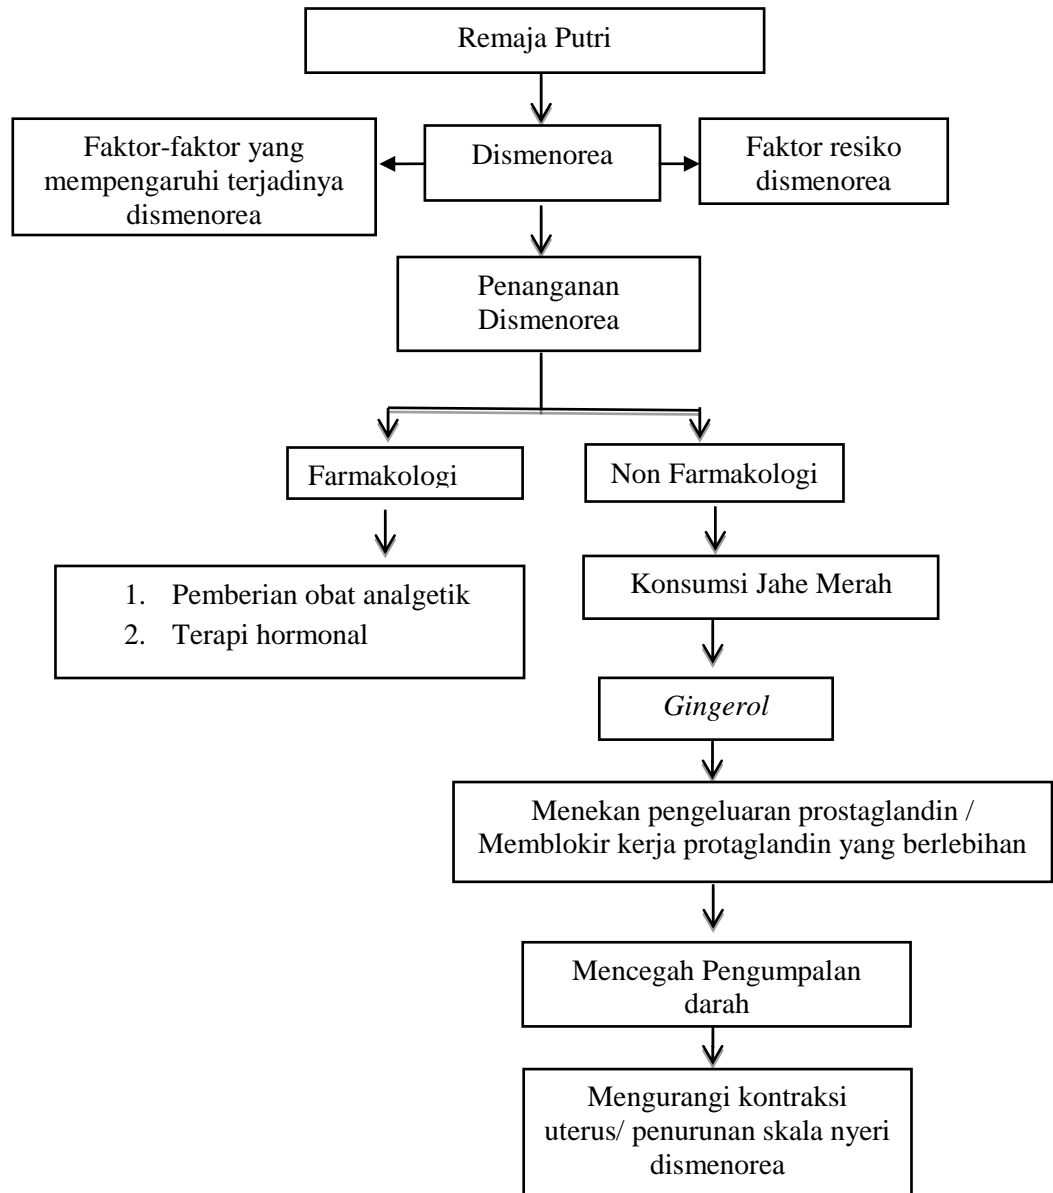 Remaja Putri
Faktor-faktor yang
mempengaruhi terjadinya
dismenorea
Dismenorea
Faktor resiko
dismenorea
Penanganan
Dismenorea
Farmakologi
Non Farmakologi
1. Pemberian obat analgetik
2. Terapi hormonal
Konsumsi Jahe Merah
Gingerol
Menekan pengeluaran prostaglandin /
Memblokir kerja protaglandin yang berlebihan
Mencegah Pengumpalan
darah
Mengurangi kontraksi
uterus/ penurunan skala nyeri
dismenorea